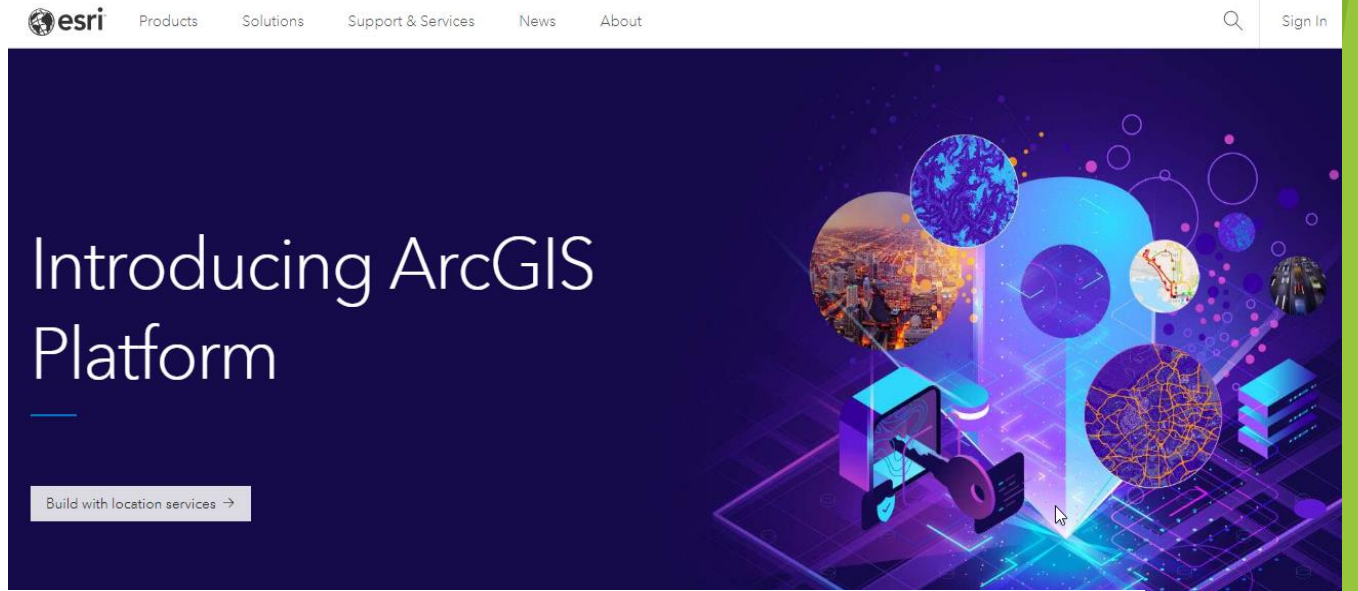 esri Products Solutions Support & Services News About Sign In
Introducing ArcGIS
Platform
Build with location services →